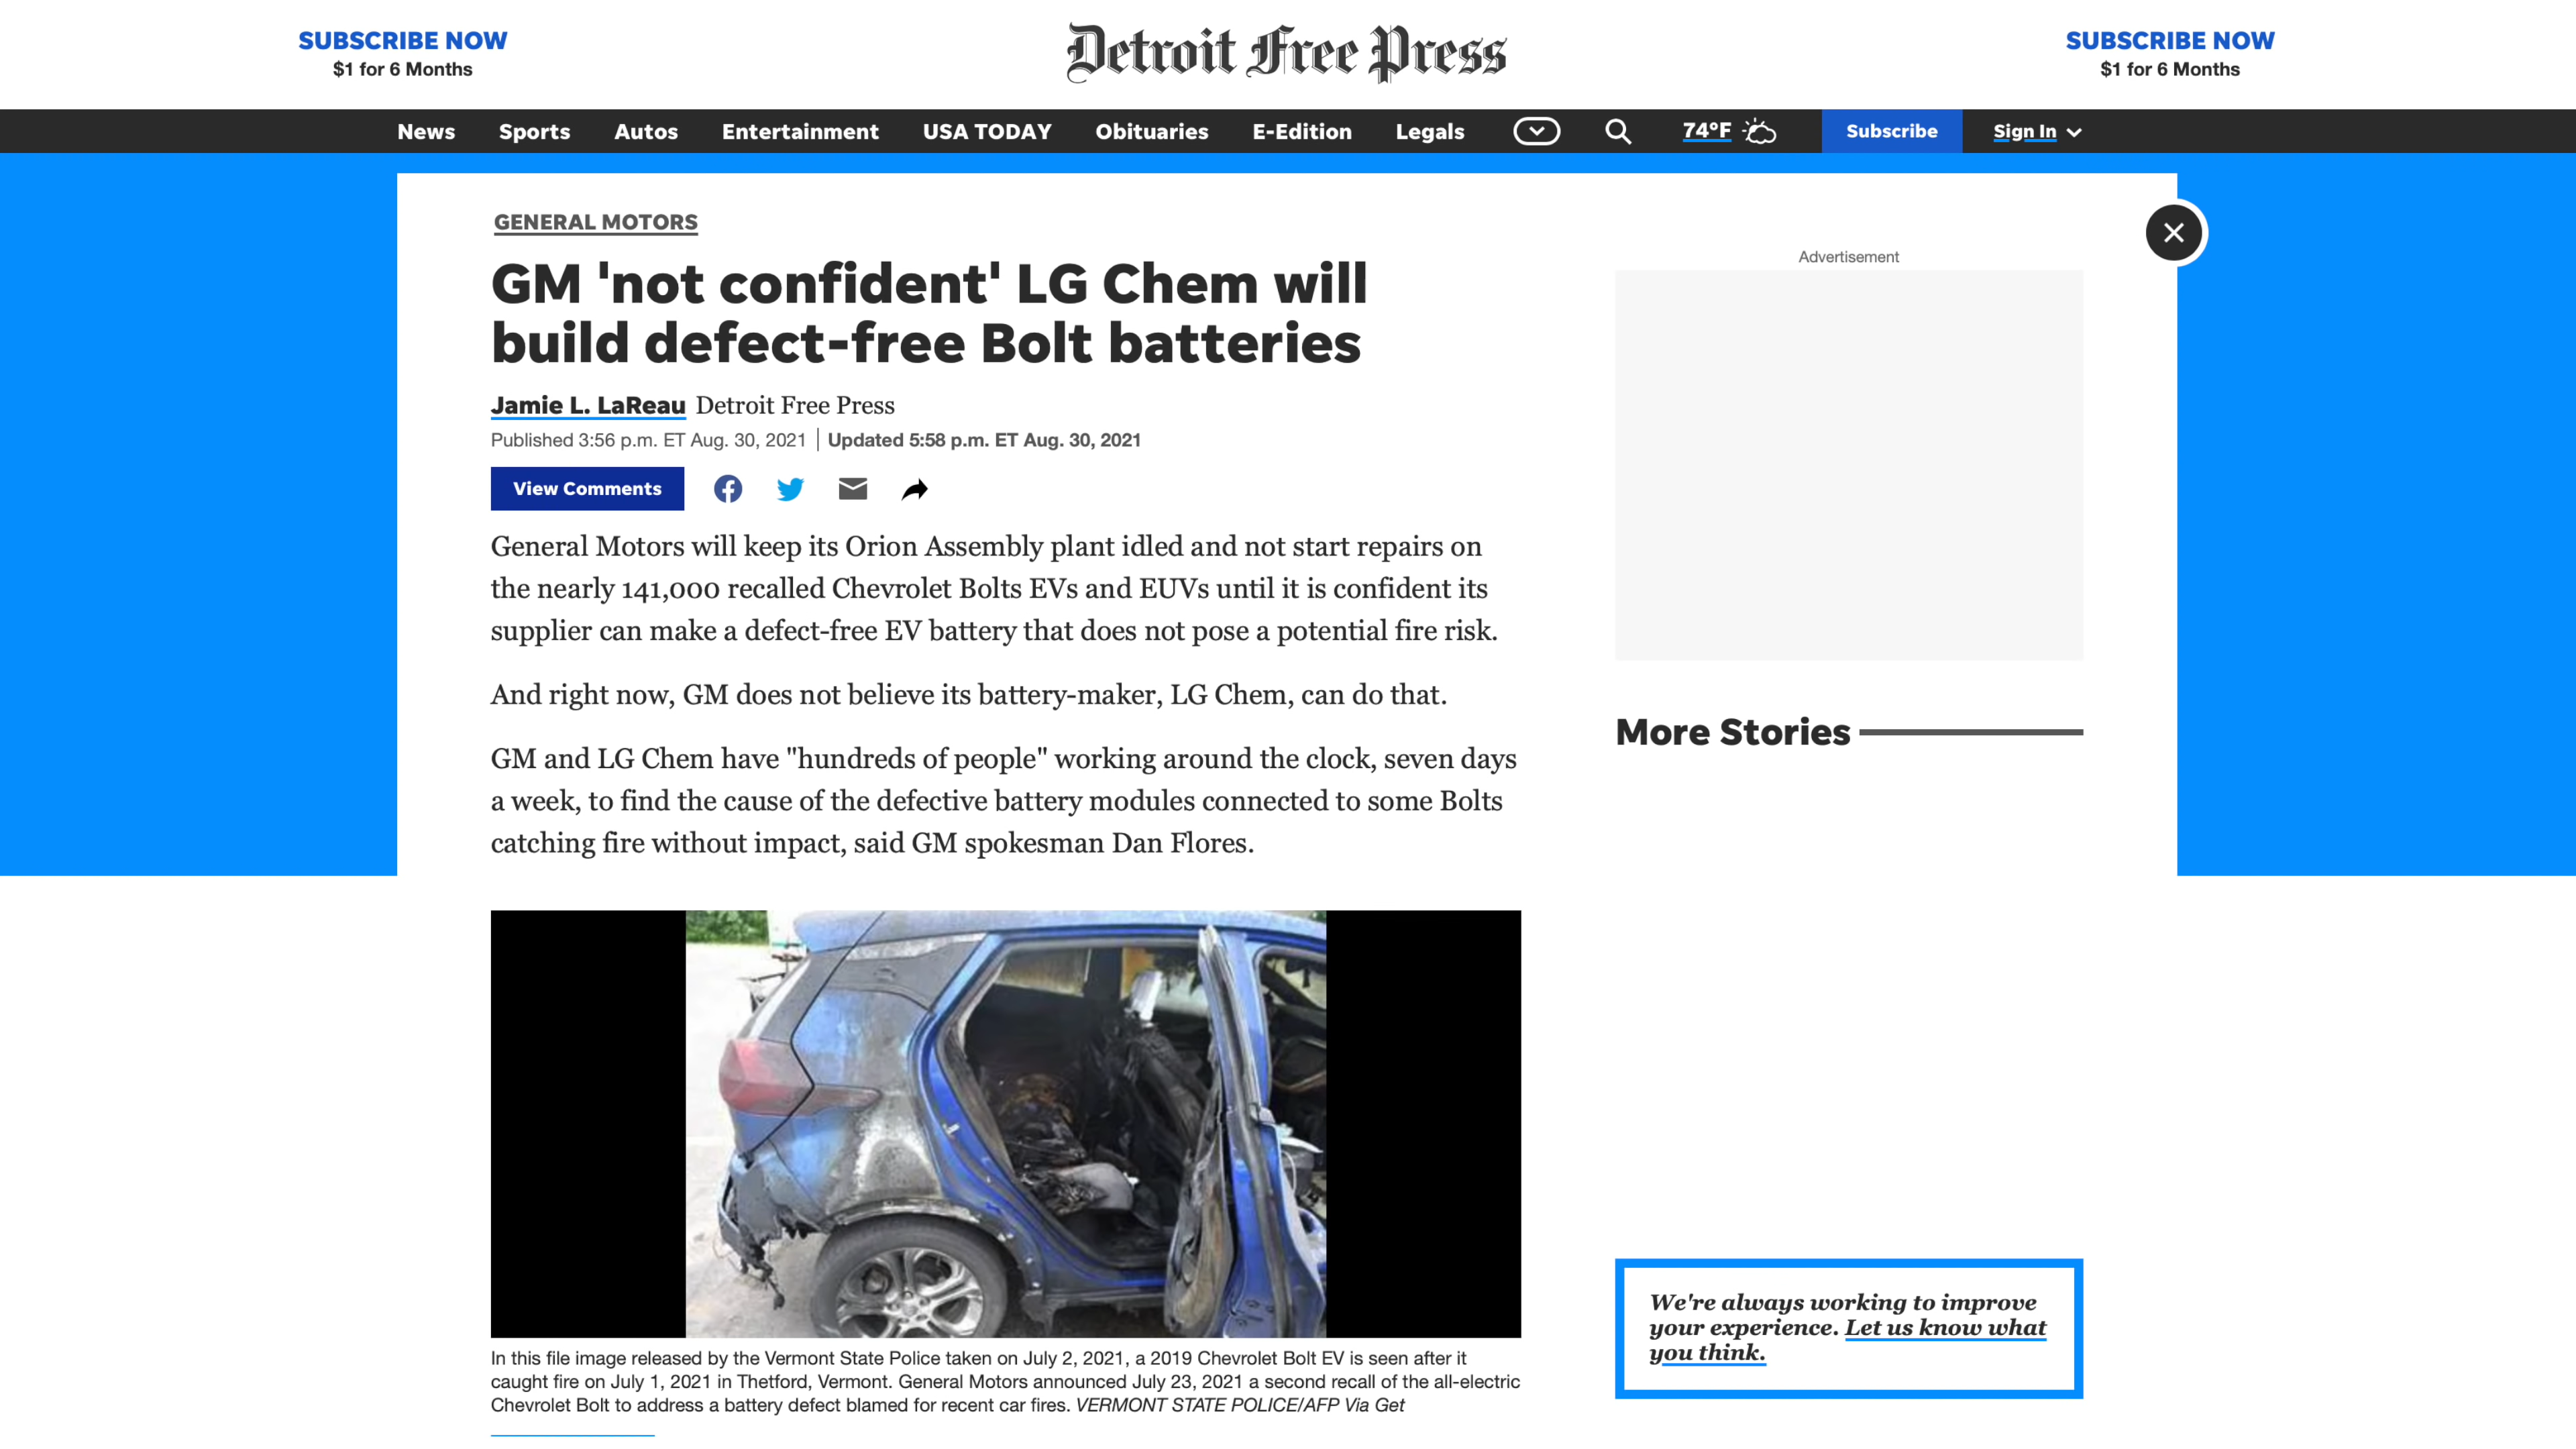 SUBSCRIBE NOW
$1 for 6 Months
Detroit Free Press
SUBSCRIBE NOW
$1 for 6 Months
News Sports Autos Entertainment USA TODAY Obituaries E-Edition Legals 74°F Subscribe Sign In
GENERAL MOTORS
GM 'not confident' LG Chem will
build defect-free Bolt batteries
Jamie L. LaReau Detroit Free Press
Published 3:56 p.m. ET Aug. 30, 2021 | Updated 5:58 p.m. ET Aug. 30, 2021
View Comments
General Motors will keep its Orion Assembly plant idled and not start repairs on
the nearly 141,000 recalled Chevrolet Bolts EVs and EUVs until it is confident its
supplier can make a defect-free EV battery that does not pose a potential fire risk.
And right now, GM does not believe its battery-maker, LG Chem, can do that.
GM and LG Chem have "hundreds of people" working around the clock, seven days
a week, to find the cause of the defective battery modules connected to some Bolts
catching fire without impact, said GM spokesman Dan Flores.
In this file image released by the Vermont State Police taken on July 2, 2021, a 2019 Chevrolet Bolt EV is seen after it
caught fire on July 1, 2021 in Thetford, Vermont. General Motors announced July 23, 2021 a second recall of the all-electric
Chevrolet Bolt to address a battery defect blamed for recent car fires. VERMONT STATE POLICE/AFP Via Get
Advertisement
More Stories
We're always working to improve
your experience. Let us know what
you think.